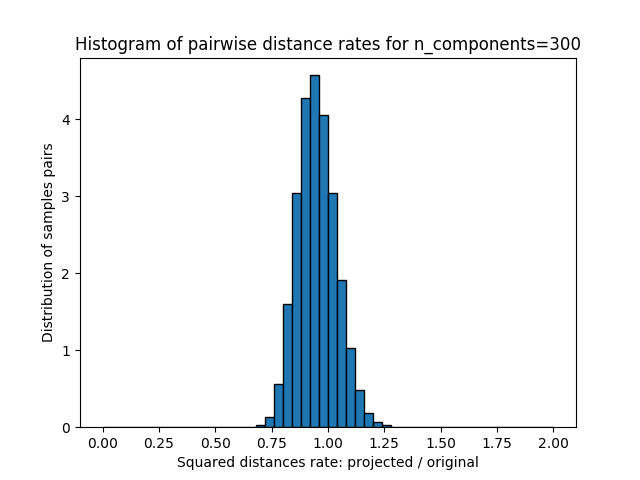 Histogram of pairwise distance rates for n_components=300
Distribution of samples pairs
4
3
2
1
0
0.00 0.25 0.50 0.75 1.00 1.25 1.50 1.75 2.00
Squared distances rate: projected / original